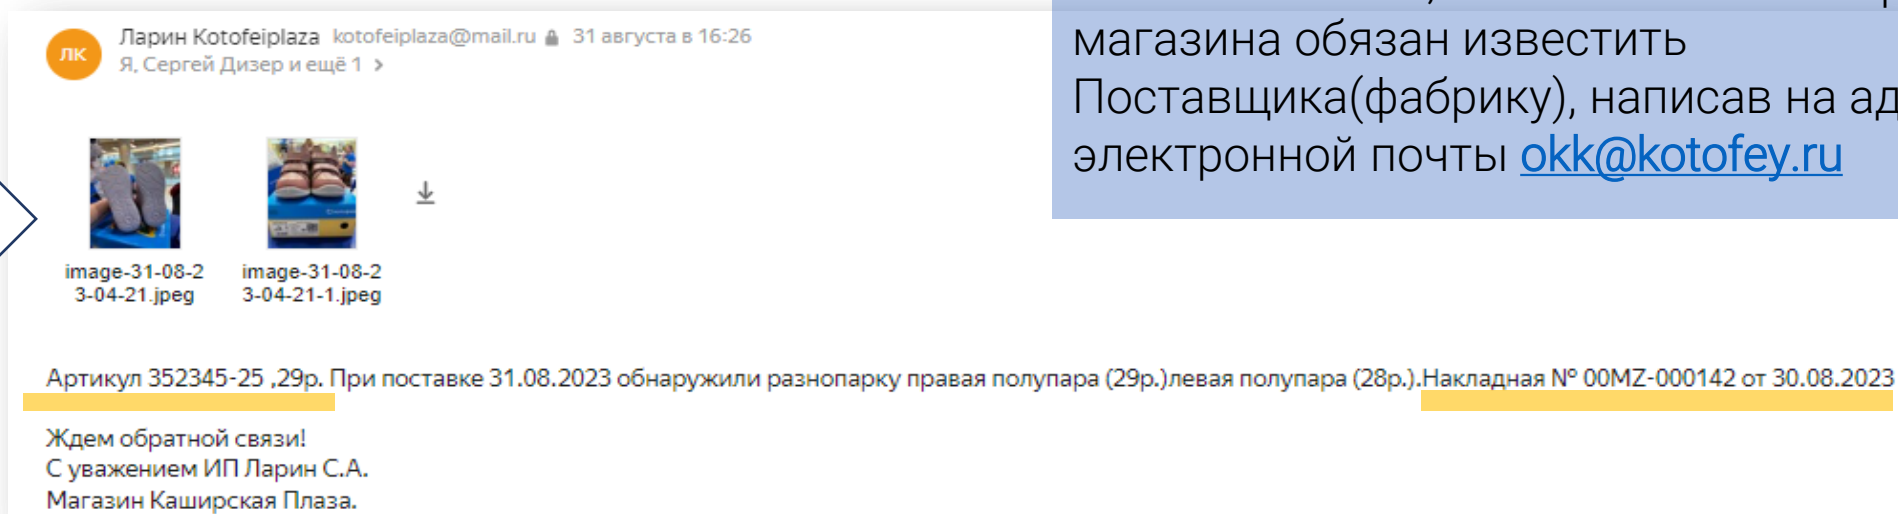 ЛК
Ларин Kotofeiplaza kotofeiplaza@mail.ru 31 августа в 16:26
Я, Сергей Дизер и ещё 1 >
image-31-08-2
3-04-21.jpeg
image-31-08-2
3-04-21-1.jpeg
магазина обязан известить
Поставщика(фабрику), написав на ад
электронной почты okk@kotofey.ru
Артикул 352345-25 ,29р. При поставке 31.08.2023 обнаружили разнопарку правая полупара (29р.)левая полупара (28р.).Накладная № 00MZ-000142 от 30.08.2023
Ждем обратной связи!
С уважением ИП Ларин С.А.
Магазин Каширская Плаза.